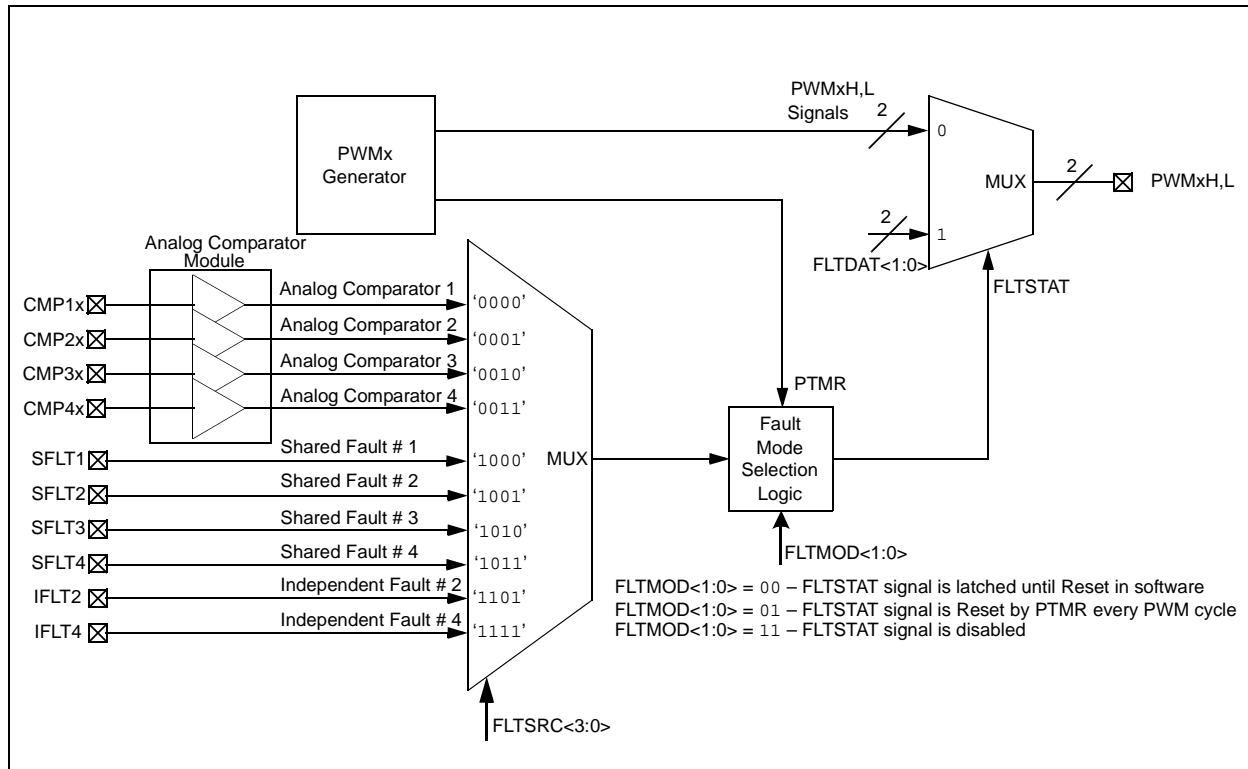 PWMxH,L
Signals
2
0
PWMx
Generator
MUX
2
PWMxH,L
2
1
FLTDAT<1:0>
FLTSTAT
Analog Comparator
Module
CMP1x
Analog Comparator 1
‘0000’
CMP2x
Analog Comparator 2
‘0001’
CMP3x
Analog Comparator 3
‘0010’
CMP4x
Analog Comparator 4
‘0011’
PTMR
Fault
Mode
Selection
Logic
SFLT1
Shared Fault # 1
‘1000’
MUX
SFLT2
Shared Fault # 2
‘1001’
SFLT3
Shared Fault # 3
‘1010’
SFLT4
Shared Fault # 4
‘1011’
IFLT2
Independent Fault # 2
‘1101’
IFLT4
Independent Fault # 4
‘1111’
FLTMOD<1:0>
FLTMOD<1:0> = 00 – FLTSTAT signal is latched until Reset in software
FLTMOD<1:0> = 01 – FLTSTAT signal is Reset by PTMR every PWM cycle
FLTMOD<1:0> = 11 – FLTSTAT signal is disabled
FLTSRC<3:0>